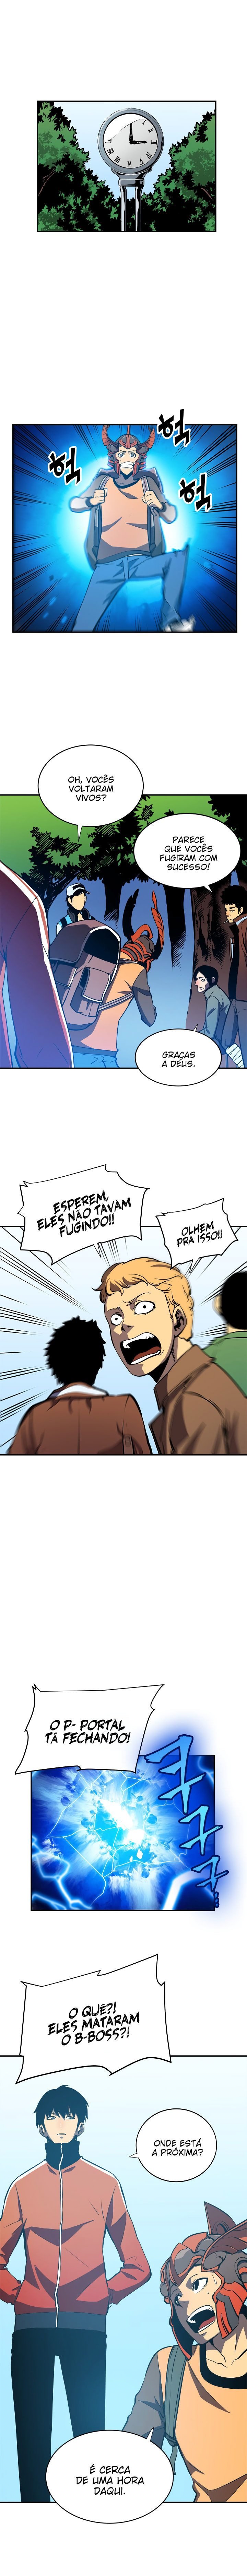 헉
헉
헉
OH, VOCÊS
VOLTARAM
VIVOS?
PARECE
QUE VOCÊS
FUGIRAM COM
SUCESSO!
GRAÇAS
A DEUS.
ESPEREM,
ELES NÃO TAVAM
FUGINDO!!
OLHEM
PRA ISSO!!
O P- PORTAL
TÁ FECHANDO!
O QUÊ?!
ELES MATARAM
O B-BOSS?!
ONDE ESTÁ
A PRÓXIMA?
É CERCA
DE UMA HORA
DAQUI.